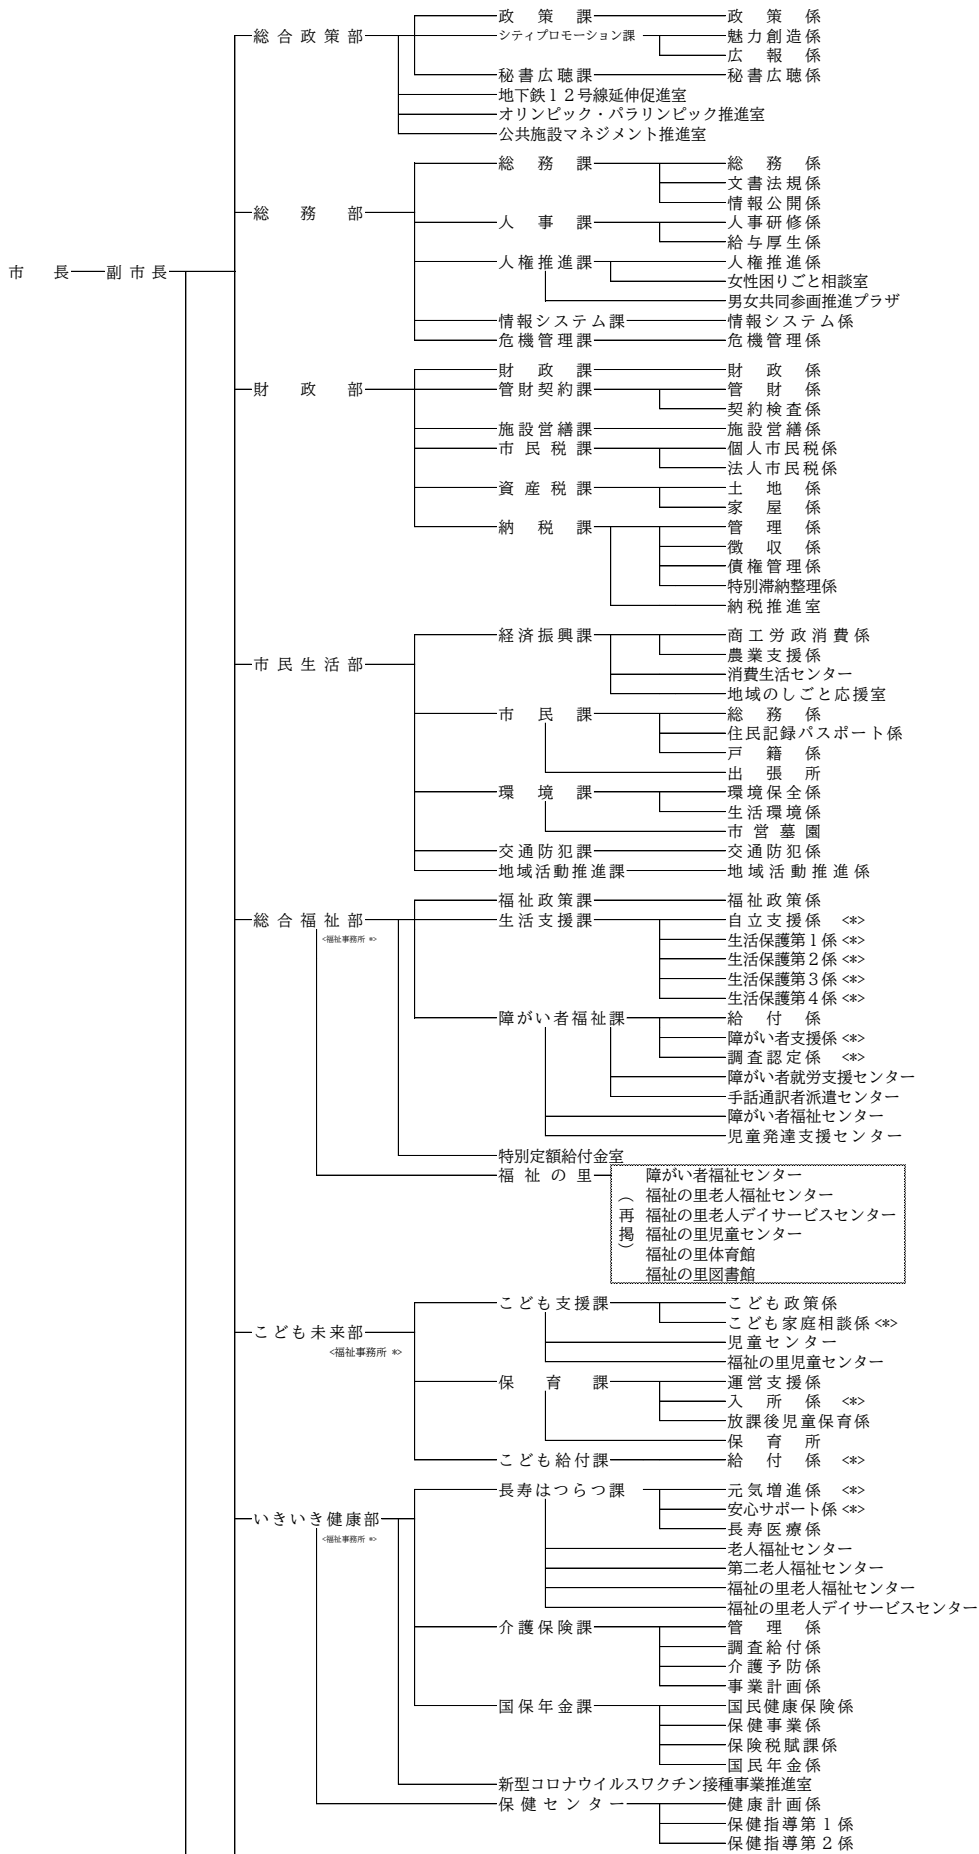 政策課 政策係
総合政策部 シティプロモーション課 魅力創造係
広報係
秘書広聴課 秘書広聴係
地下鉄１２号線延伸促進室
オリンピック・パラリンピック推進室
公共施設マネジメント推進室
総務課 総務係
文書法規係
総務部 情報公開係
人事課 人事研修係
給与厚生係
人権推進課 人権推進係
市長 副市長 女性困りごと相談室
男女共同参画推進プラザ
情報システム課 情報システム係
危機管理課 危機管理係
財政課 財政係
財政部 管財契約課 管財係
契約検査係
施設営繕課 施設営繕係
市民税課 個人市民税係
法人市民税係
資産税課 土地係
家屋係
納税課 管理係
徴収係
債権管理係
特別滞納整理係
納税推進室
経済振興課 商工労政消費係
市民生活部 農業支援係
消費生活センター
地域のしごと応援室
市民課 総務係
住民記録パスポート係
戸籍係
出張所
環境課 環境保全係
生活環境係
市営墓園
交通防犯課 交通防犯係
地域活動推進課 地域活動推進係
福祉政策課 福祉政策係
総合福祉部 生活支援課 自立支援係 <*>
<福祉事務所 *> 生活保護第１係 <*>
生活保護第２係 <*>
生活保護第３係 <*>
生活保護第４係 <*>
障がい者福祉課 給付係
障がい者支援係 <*>
調査認定係 <*>
障がい者就労支援センター
手話通訳者派遣センター
障がい者福祉センター
児童発達支援センター
特別定額給付金室
福祉の里 障がい者福祉センター
（再掲） 福祉の里老人福祉センター
福祉の里老人デイサービスセンター
福祉の里児童センター
福祉の里体育館
福祉の里図書館
こども支援課 こども政策係
こども未来部 こども家庭相談係 <*>
<福祉事務所 *> 児童センター
福祉の里児童センター
保育課 運営支援係
入所係 <*>
放課後児童保育係
保育所
こども給付課 給付係 <*>
長寿はつらつ課 元気増進係 <*>
いきいき健康部 安心サポート係 <*>
<福祉事務所 *> 長寿医療係
老人福祉センター
第二老人福祉センター
福祉の里老人福祉センター
福祉の里老人デイサービスセンター
介護保険課 管理係
調査給付係
介護予防係
事業計画係
国保年金課 国民健康保険係
保健事業係
保険税賦課係
国民年金係
新型コロナウイルスワクチン接種事業推進室
保健センター 健康計画係
保健指導第１係
保健指導第２係